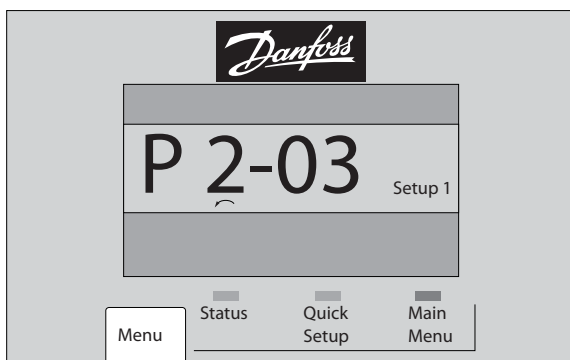 Danfoss
P 2-03
Setup 1
Status Quick Main
Menu Setup Menu